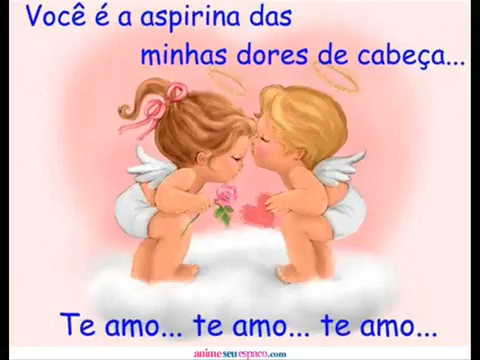 Você é a aspirina das
minhas dores de cabeça...
Te amo... te amo... te amo...
animeseuespaco.com